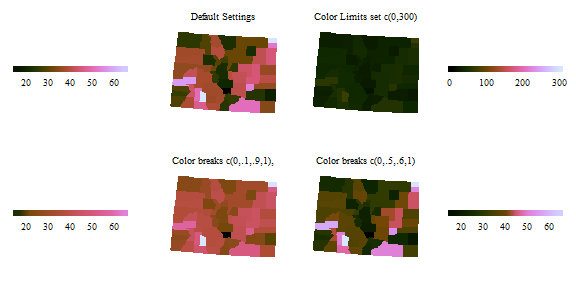 Default Settings
Color Limits set c(0,300)
20 30 40 50 60
0 100 200 300
Color breaks c(0,.1,.9,1),
Color breaks c(0,.5,.6,1)
20 30 40 50 60
20 30 40 50 60